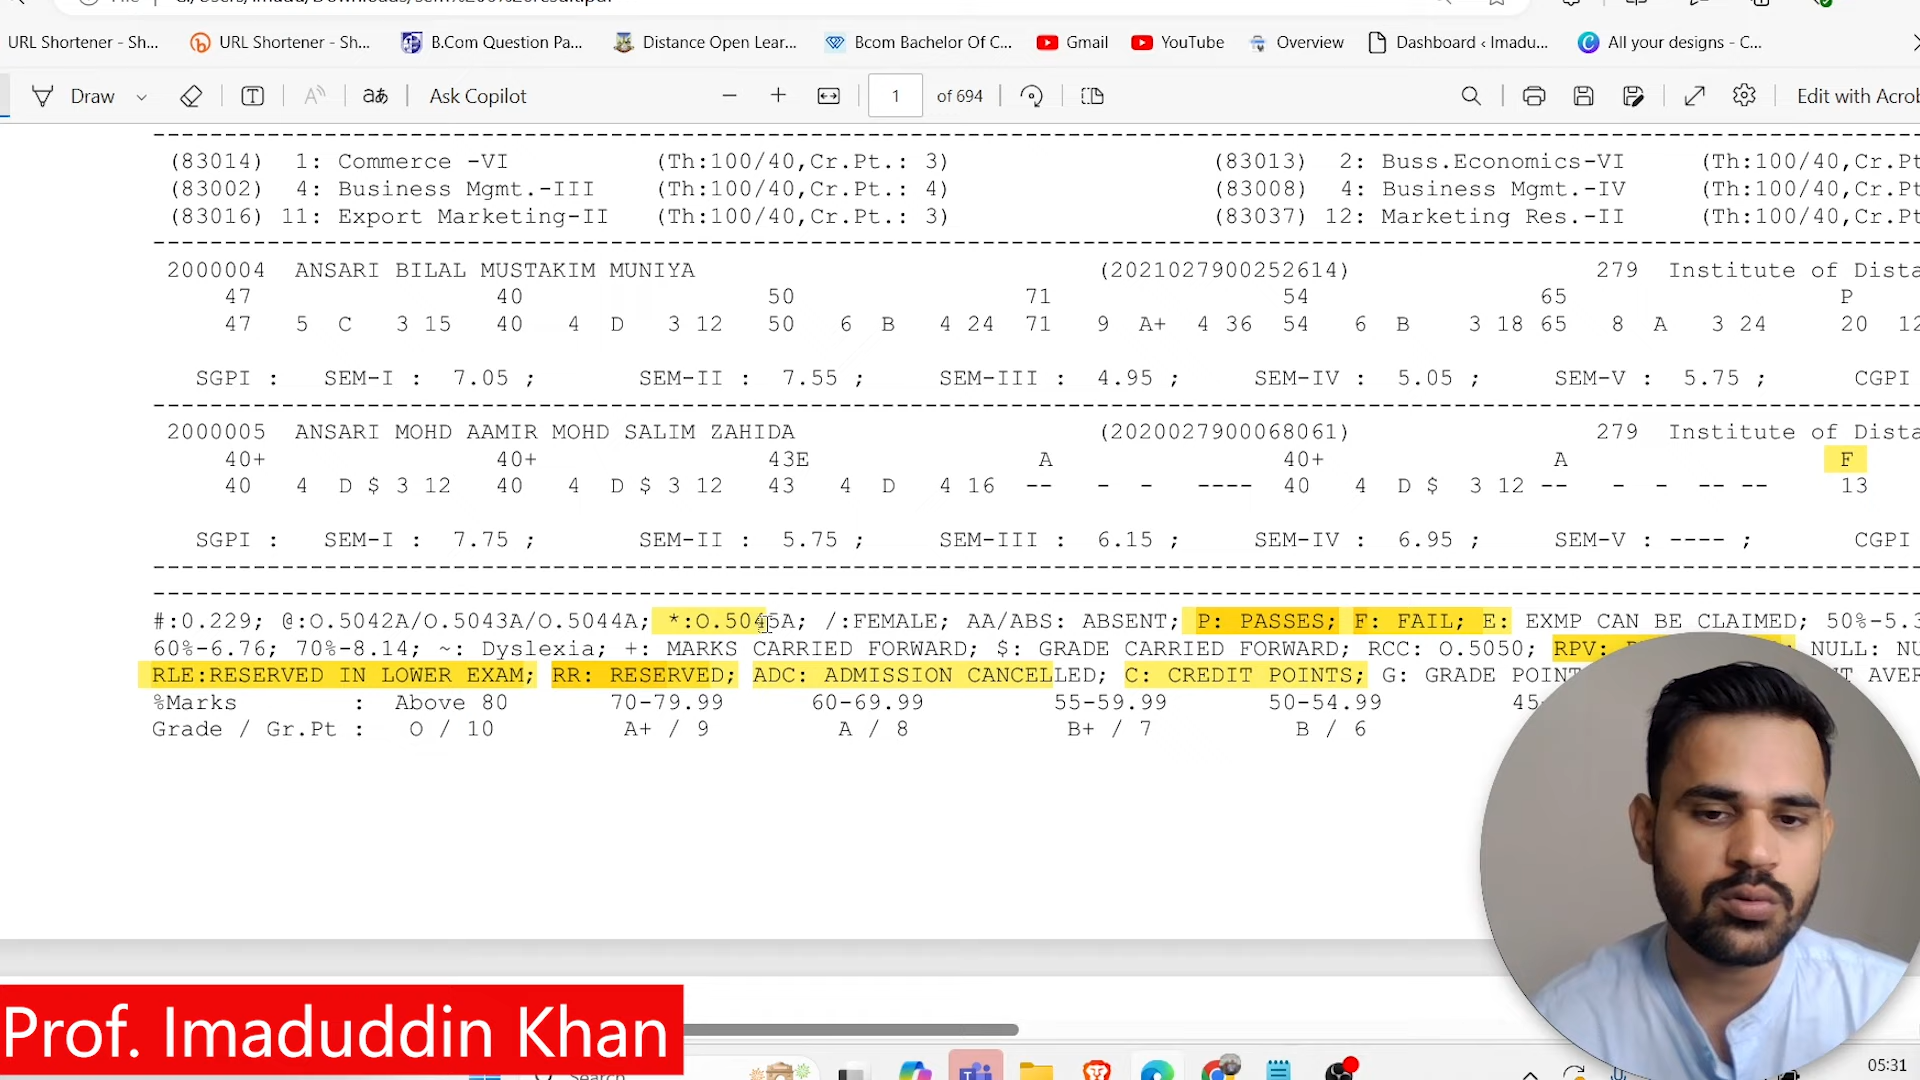 URL Shortener - Sh... URL Shortener - Sh... B.Com Question Pa... Distance Open Lear... Bcom Bachelor Of C... Gmail YouTube Overview Dashboard ‹ Imadu... All your designs - C...
Draw aあ Ask Copilot 1 of 694 Edit with Acrob
(83014) 1: Commerce -VI (Th:100/40,Cr.Pt.: 3) (83013) 2: Buss.Economics-VI (Th:100/40,Cr.Pt
(83002) 4: Business Mgmt.-III (Th:100/40,Cr.Pt.: 4) (83008) 4: Business Mgmt.-IV (Th:100/40,Cr.Pt
(83016) 11: Export Marketing-II (Th:100/40,Cr.Pt.: 3) (83037) 12: Marketing Res.-II (Th:100/40,Cr.Pt
2000004 ANSARI BILAL MUSTAKIM MUNIYA (2021027900252614) 279 Institute of Dista
47 40 50 71 54 65 P
47 5 C 3 15 40 4 D 3 12 50 6 B 4 24 71 9 A+ 4 36 54 6 B 3 18 65 8 A 3 24 20 12
SGPI : SEM-I : 7.05 ; SEM-II : 7.55 ; SEM-III : 4.95 ; SEM-IV : 5.05 ; SEM-V : 5.75 ; CGPI
2000005 ANSARI MOHD AAMIR MOHD SALIM ZAHIDA (2020027900068061) 279 Institute of Dista
40+ 40+ 43E A 40+ A F
40 4 D $ 3 12 40 4 D $ 3 12 43 4 D 4 16 -- - - ---- 40 4 D $ 3 12 -- - - -- -- 13
SGPI : SEM-I : 7.75 ; SEM-II : 5.75 ; SEM-III : 6.15 ; SEM-IV : 6.95 ; SEM-V : ---- ; CGPI
#:0.229; @:O.5042A/O.5043A/O.5044A; *:O.5045A; /:FEMALE; AA/ABS: ABSENT; P: PASSES; F: FAIL; E: EXMP CAN BE CLAIMED; 50%-5.3
60%-6.76; 70%-8.14; ~: Dyslexia; +: MARKS CARRIED FORWARD; $: GRADE CARRIED FORWARD; RCC: O.5050; RPV: NULL: NU
RLE:RESERVED IN LOWER EXAM; RR: RESERVED; ADC: ADMISSION CANCELLED; C: CREDIT POINTS; G: GRADE POINT AVER
%Marks : Above 80 70-79.99 60-69.99 55-59.99 50-54.99 45-
Grade / Gr.Pt : O / 10 A+ / 9 A / 8 B+ / 7 B / 6
Prof. Imaduddin Khan
05:31